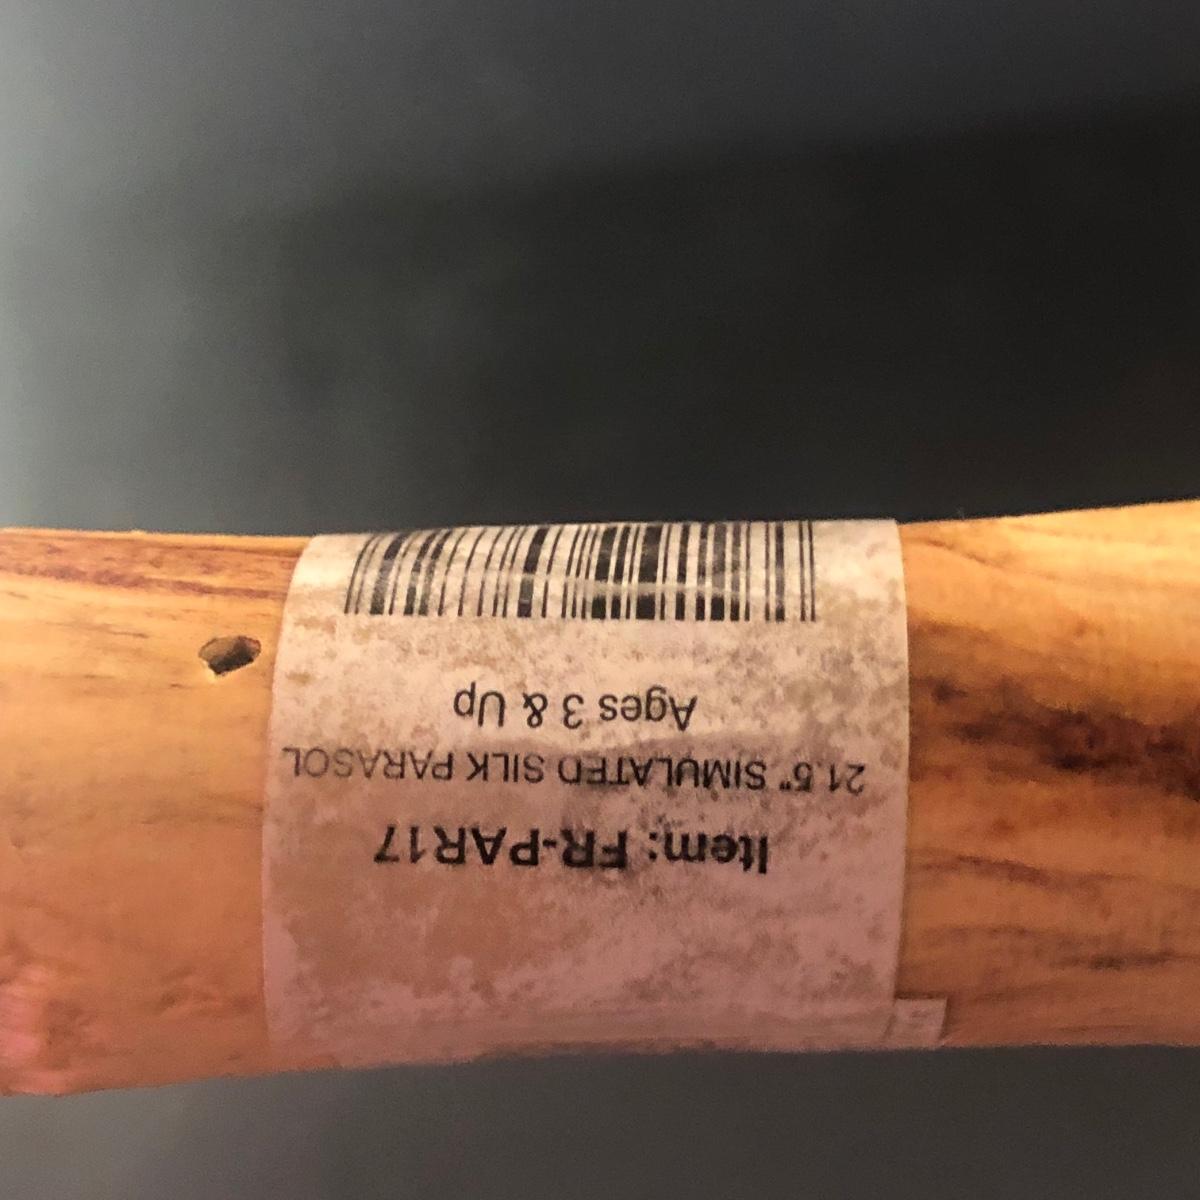 Item: FR-PAR17
21.5" SIMULATED SILK PARASOL
Ages 3 & Up